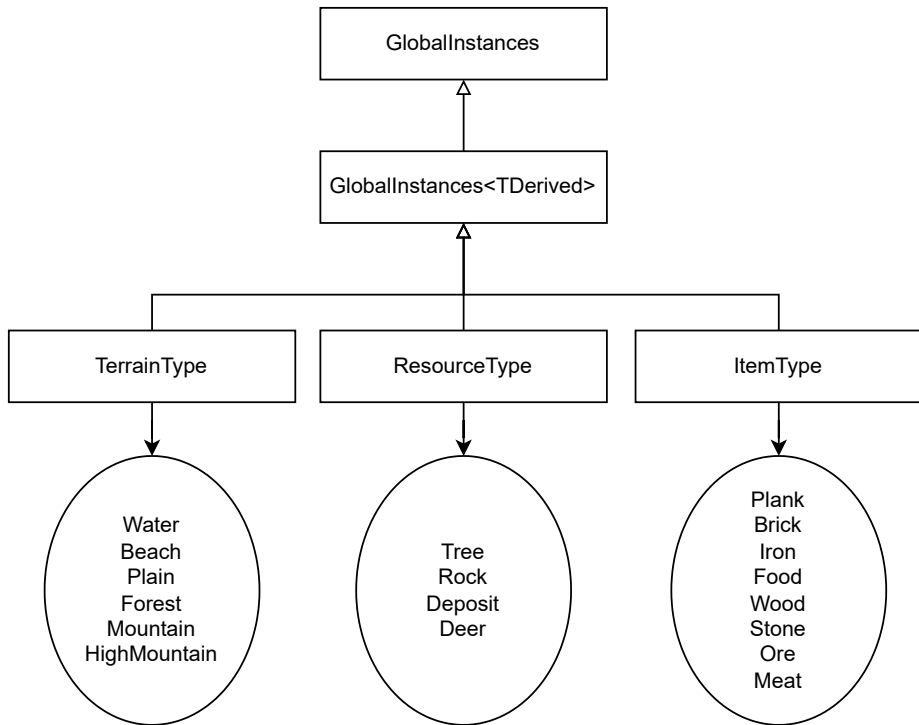 GlobalInstances
GlobalInstances<TDerived>
TerrainType
ResourceType
ItemType
Water
Beach
Plain
Forest
Mountain
HighMountain
Tree
Rock
Deposit
Deer
Plank
Brick
Iron
Food
Wood
Stone
Ore
Meat